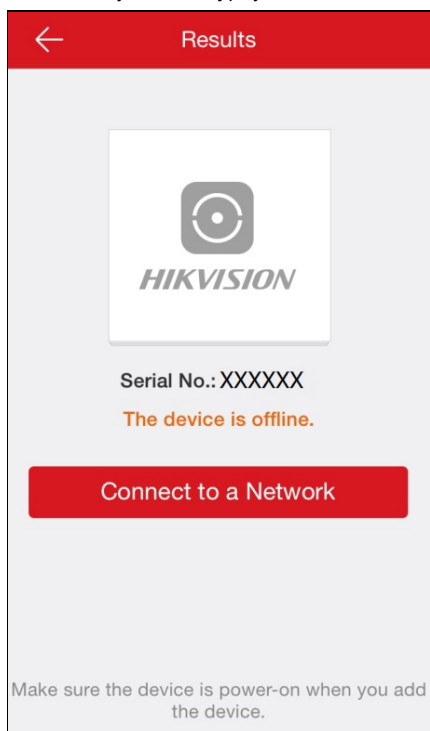 Results
HIKVISION
Serial No.: XXXXXX
The device is offline.
Connect to a Network
Make sure the device is power-on when you add
the device.